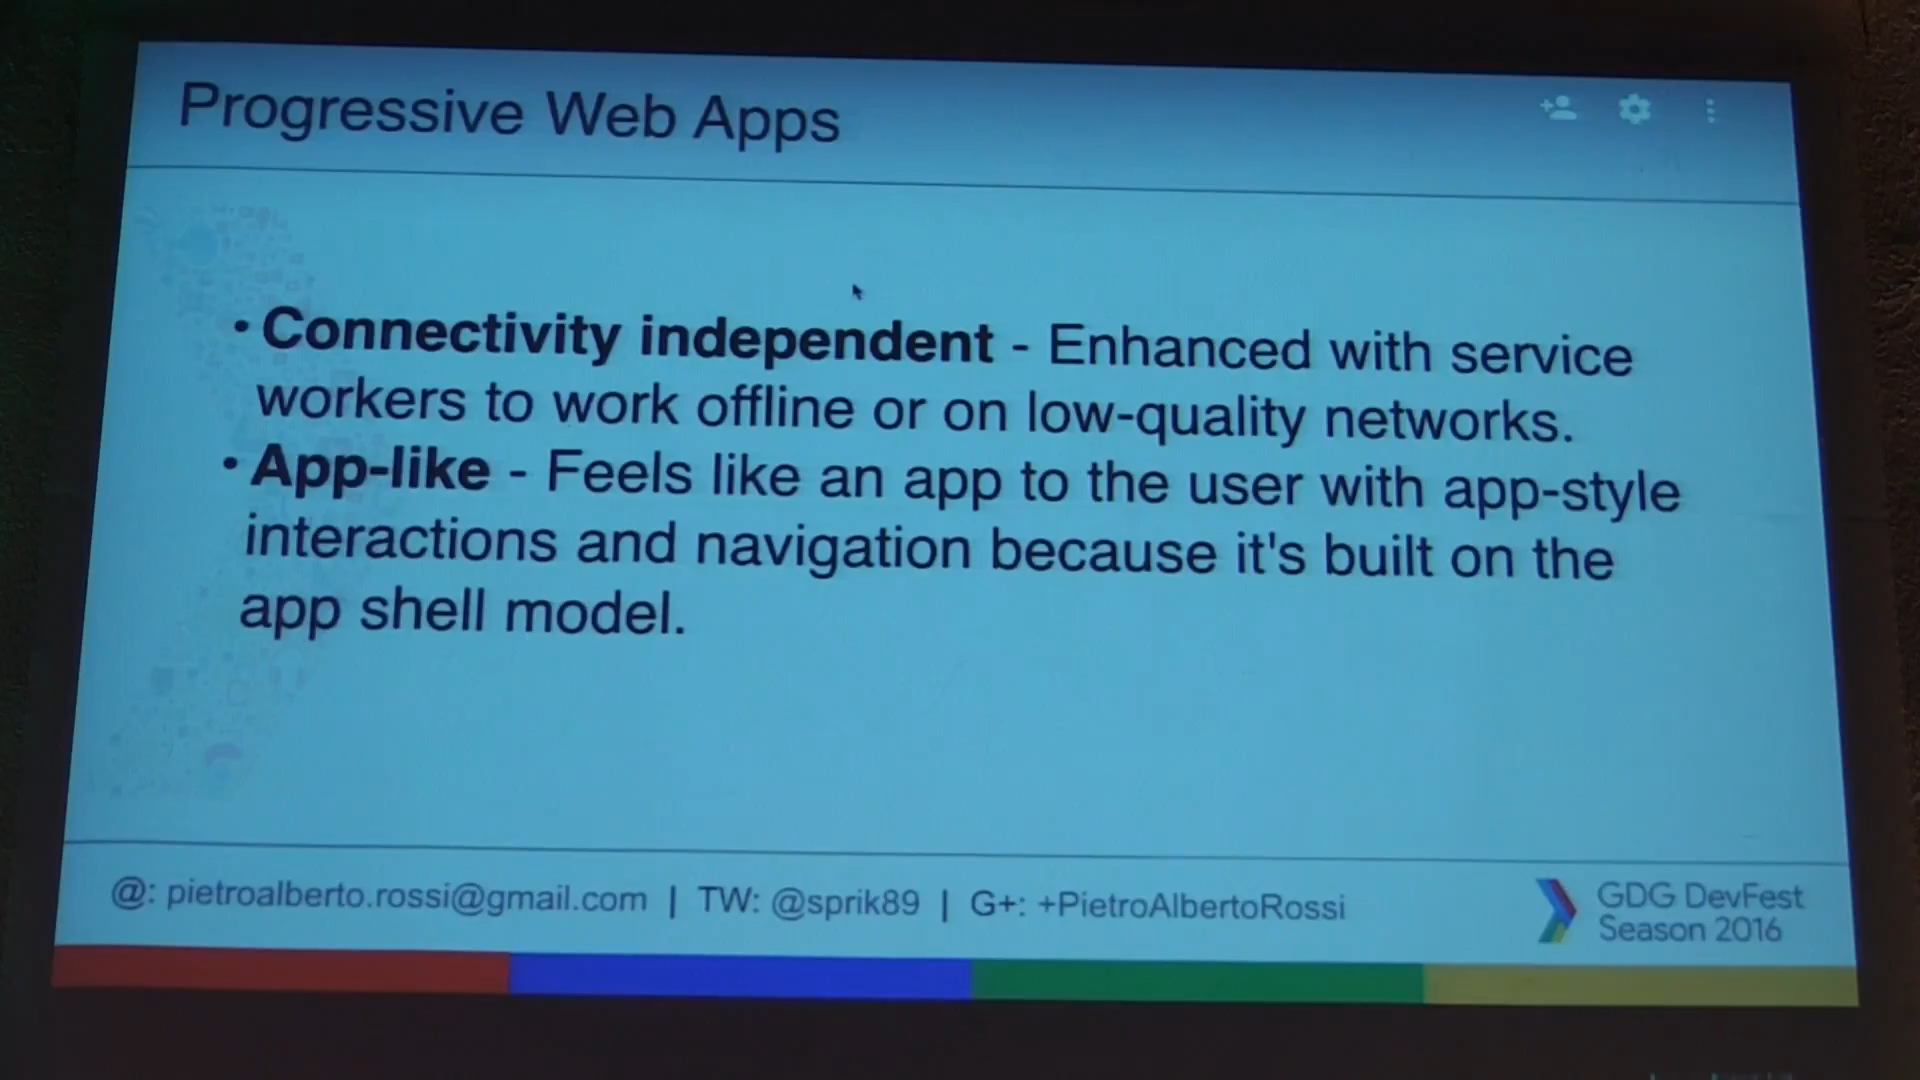 Progressive Web Apps
• Connectivity independent - Enhanced with service
workers to work offline or on low-quality networks.
• App-like - Feels like an app to the user with app-style
interactions and navigation because it's built on the
app shell model.
@: pietroalberto.rossi@gmail.com | TW: @sprik89 | G+: +PietroAlbertoRossi
GDG DevFest
Season 2016